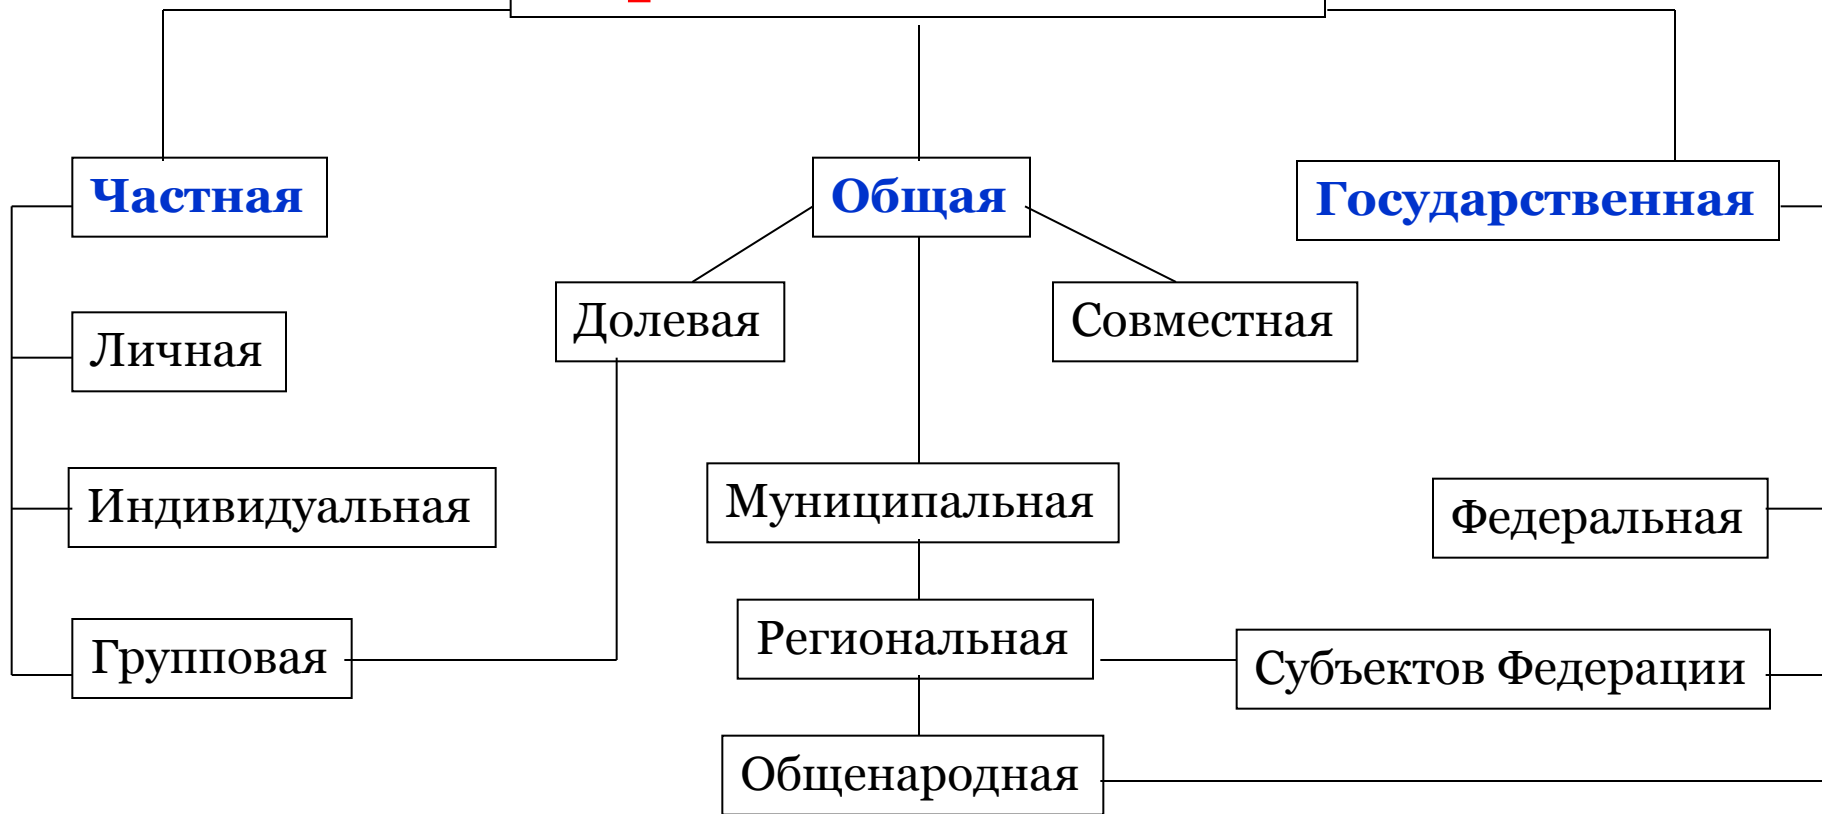 Частная
Общая
Государственная
Долевая
Совместная
Личная
Индивидуальная
Муниципальная
Федеральная
Групповая
Региональная
Субъектов Федерации
Общенародная